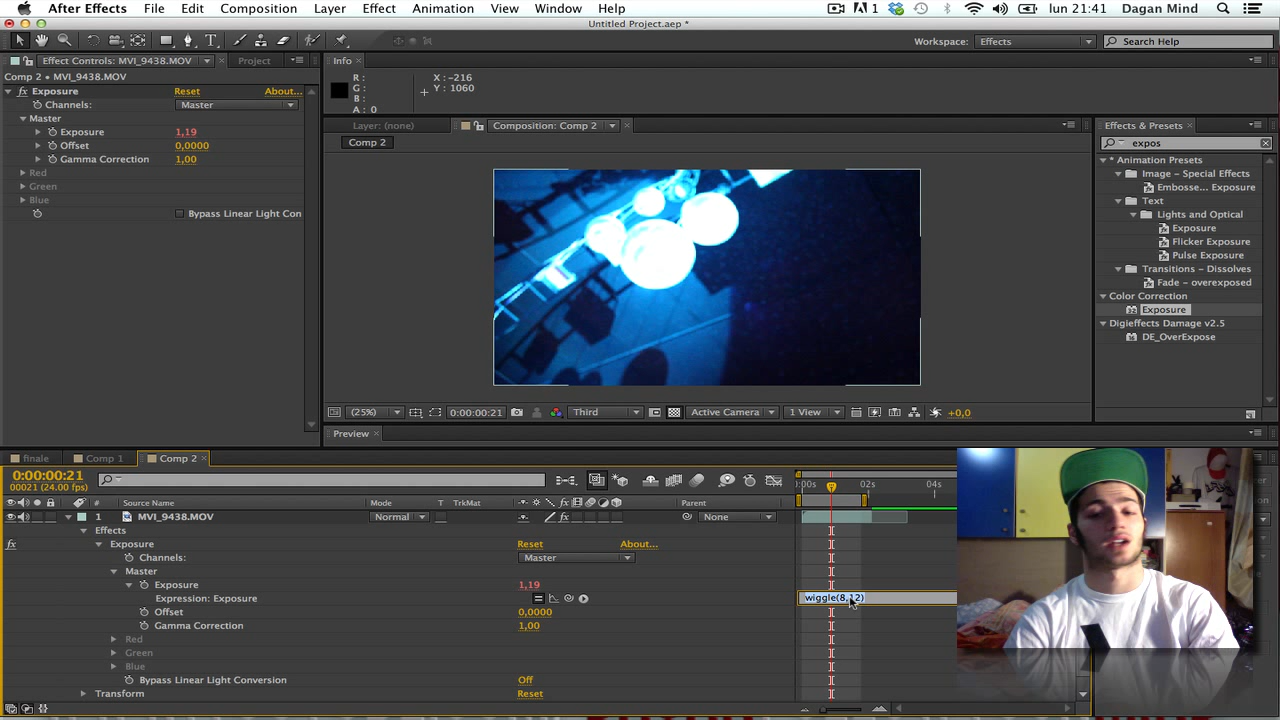 After Effects File Edit Composition Layer Effect Animation View Window Help 1 lun 21:41 Dagan Mind
Untitled Project.aep *
Workspace: Effects Search Help
Effect Controls: MVI_9438.MOV Project
Info
Comp 2 • MVI_9438.MOV
Exposure Reset About...
Channels: Master
Master
Exposure 1,19
Offset 0,0000
Gamma Correction 1,00
Red
Green
Blue
Bypass Linear Light Con
R:
G:
B:
A: 0
X: -216
Y: 1060
Layer: (none) Composition: Comp 2
Comp 2
(25%) 0:00:00:21 Third Active Camera 1 View +0,0
Preview
Effects & Presets
expos
* Animation Presets
Image – Special Effects
Embosse... Exposure
Text
Lights and Optical
Exposure
Flicker Exposure
Pulse Exposure
Transitions – Dissolves
Fade – overexposed
Color Correction
Exposure
Digieffects Damage v2.5
DE_OverExpose
finale Comp 1 Comp 2
0:00:00:21
00021 (24.00 fps)
:00s 02s 04s
# Source Name Mode T TrkMat Parent
1 MVI_9438.MOV Normal None
Effects
Exposure Reset About...
Channels: Master
Master
Exposure 1,19
Expression: Exposure wiggle(8,12)
Offset 0,0000
Gamma Correction 1,00
Red
Green
Blue
Bypass Linear Light Conversion Off
Transform Reset